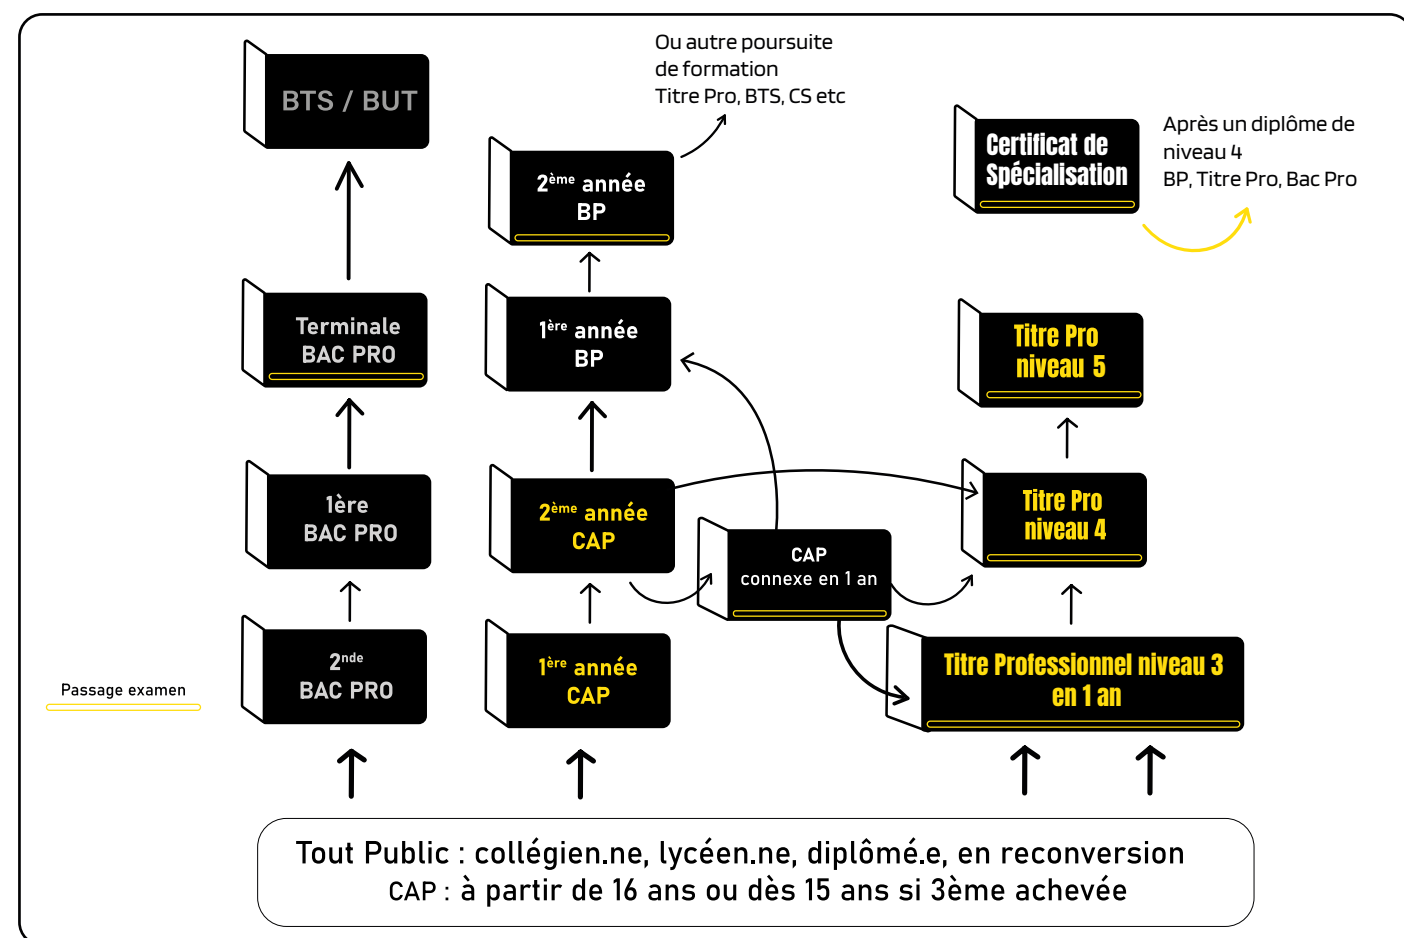 Ou autre poursuite
de formation
Titre Pro, BTS, CS etc
BTS / BUT
Certificat de
Spécialisation
Après un diplôme de
niveau 4
BP, Titre Pro, Bac Pro
2ème année
BP
Terminale
BAC PRO
1ère année
BP
Titre Pro
niveau 5
1ère
BAC PRO
2ème année
CAP
CAP
connexe en 1 an
Titre Pro
niveau 4
2nde
BAC PRO
1ère année
CAP
Titre Professionnel niveau 3
en 1 an
Passage examen
Tout Public : collégien.ne, lycéen.ne, diplômé.e, en reconversion
CAP : à partir de 16 ans ou dès 15 ans si 3ème achevée